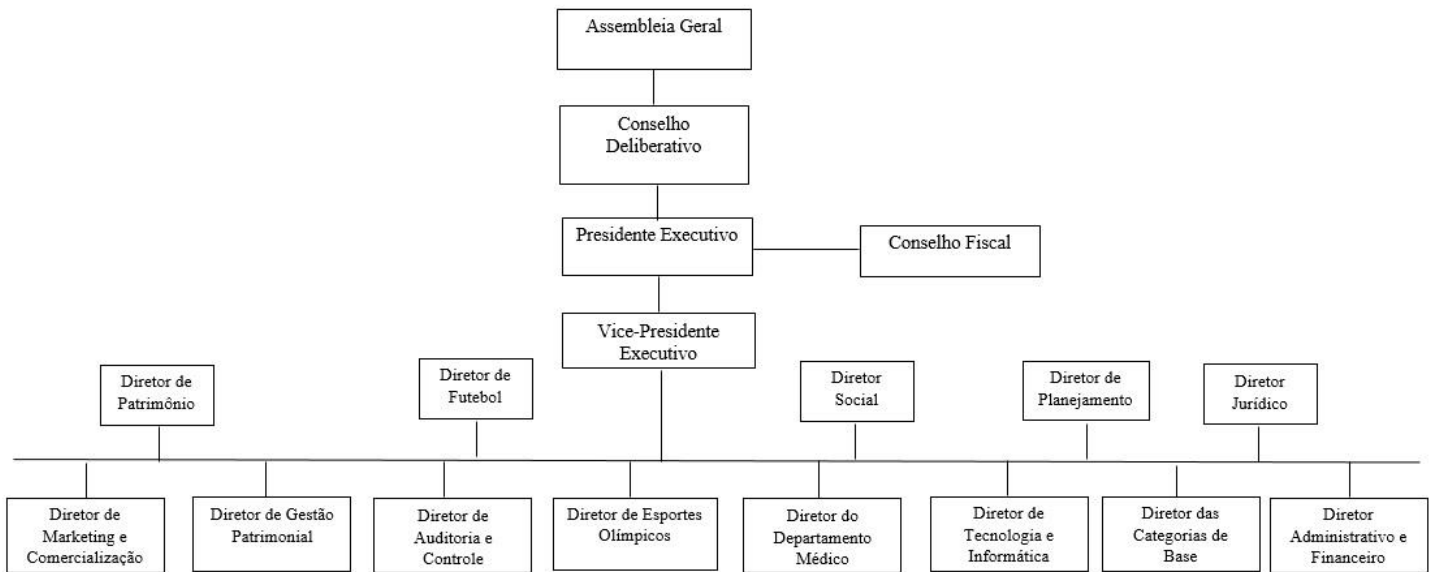 Assembleia Geral
Conselho
Deliberativo
Presidente Executivo
Conselho Fiscal
Vice-Presidente
Executivo
Diretor de
Patrimônio
Diretor de
Futebol
Diretor
Social
Diretor de
Planejamento
Diretor
Jurídico
Diretor de
Marketing e
Comercialização
Diretor de Gestão
Patrimonial
Diretor de
Auditoria e
Controle
Diretor de Esportes
Olímpicos
Diretor do
Departamento
Médico
Diretor de
Tecnologia e
Informática
Diretor das
Categorias de
Base
Diretor
Administrativo e
Financeiro